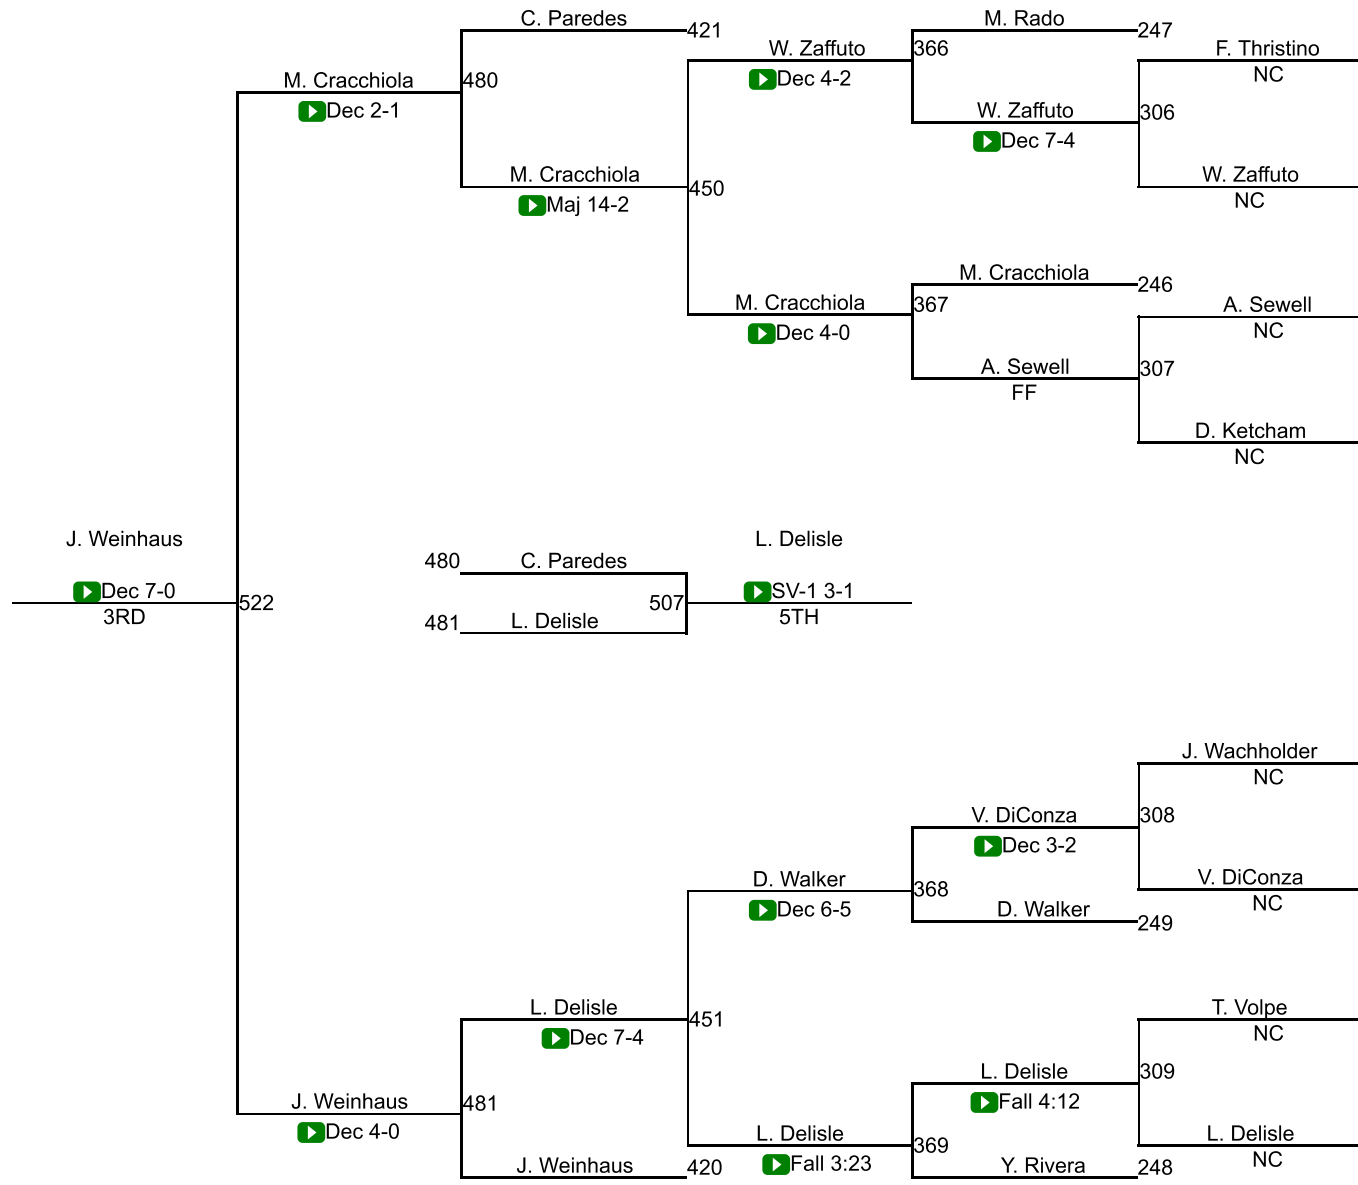 C. Paredes
421
M. Rado
247
W. Zaffuto
366
F. Thristino
NC
M. Cracchiola
480
Dec 4-2
Dec 2-1
W. Zaffuto
306
Dec 7-4
M. Cracchiola
450
W. Zaffuto
Maj 14-2
NC
M. Cracchiola
246
M. Cracchiola
367
A. Sewell
Dec 4-0
NC
A. Sewell
307
FF
D. Ketcham
NC
J. Weinhaus
L. Delisle
480
C. Paredes
Dec 7-0
522
507
SV-1 3-1
3RD
481
L. Delisle
5TH
J. Wachholder
NC
V. DiConza
308
Dec 3-2
D. Walker
368
V. DiConza
Dec 6-5
D. Walker
249
NC
L. Delisle
451
T. Volpe
Dec 7-4
NC
L. Delisle
309
J. Weinhaus
481
Fall 4:12
Dec 4-0
L. Delisle
369
L. Delisle
J. Weinhaus
420
Fall 3:23
Y. Rivera
248
NC